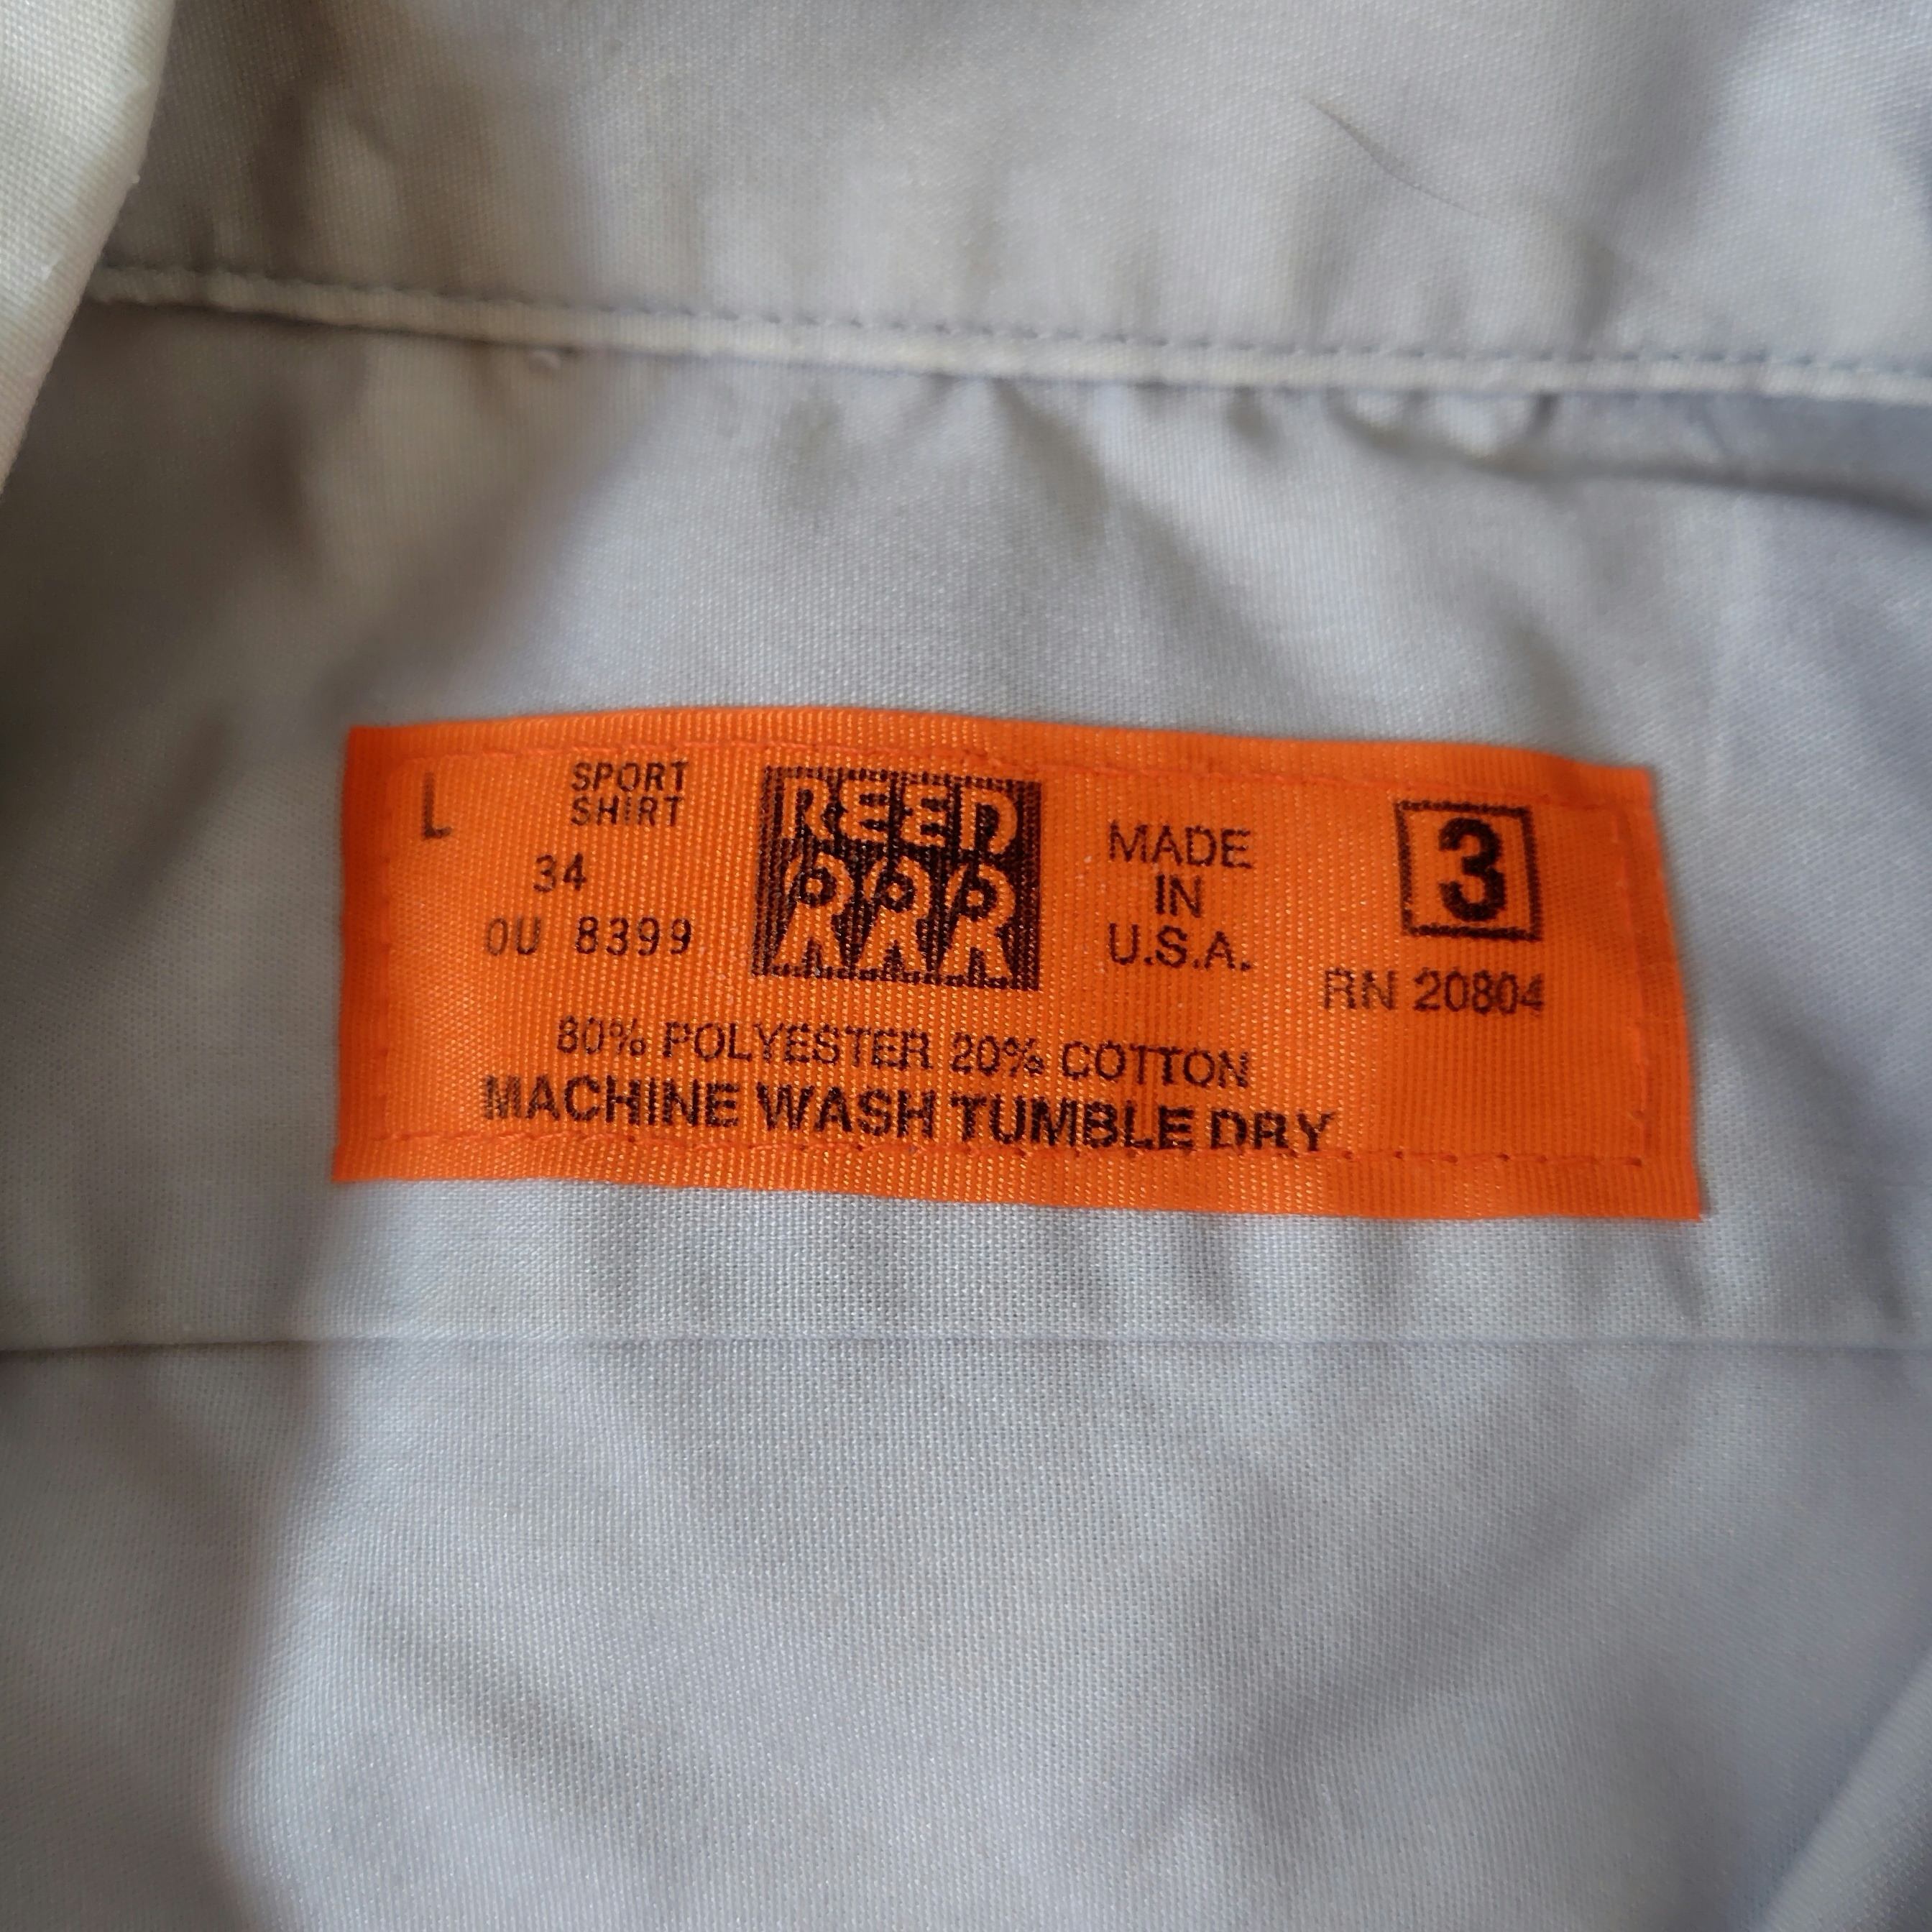 L
SPORT
SHIRT
34
OU 8399
REED
RRR
MADE
IN
U.S.A.
3
RN 20804
80% POLYESTER 20% COTTON
MACHINE WASH TUMBLE DRY